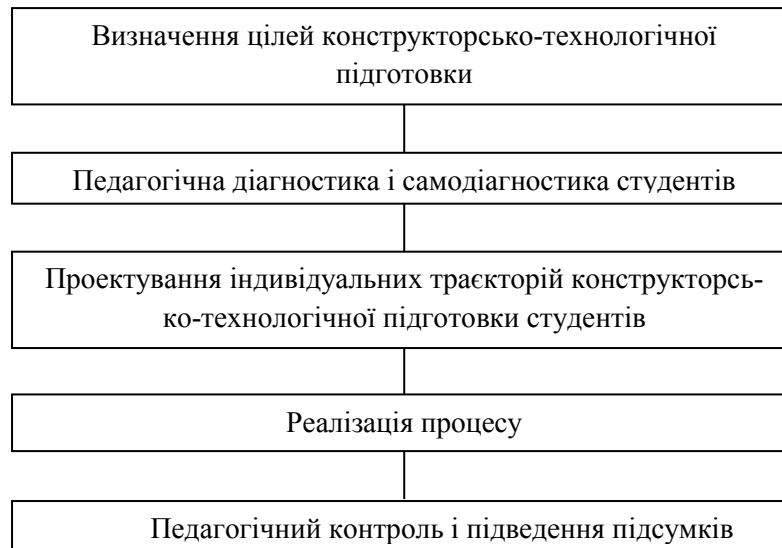 Визначення цілей конструкторсько-технологічної
підготовки
Педагогічна діагностика і самодіагностика студентів
Проектування індивідуальних траєкторій конструкторсь-
ко-технологічної підготовки студентів
Реалізація процесу
Педагогічний контроль і підведення підсумків